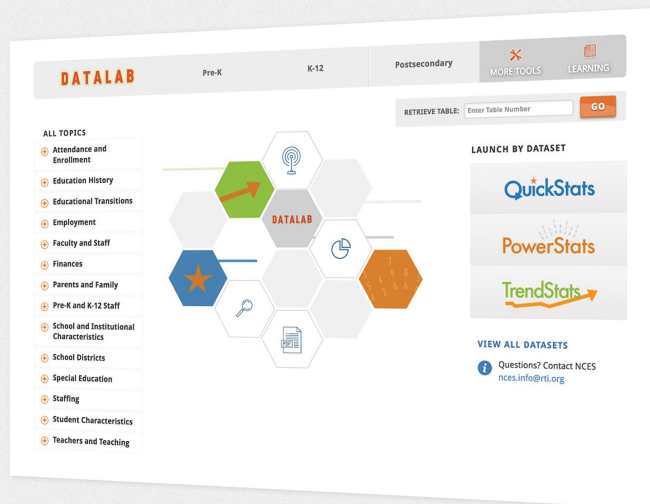 DATALAB
Pre-K
K-12
Postsecondary
MORE TOOLS
LEARNING
RETRIEVE TABLE:
Enter Table Number
GO
ALL TOPICS
Attendance and
Enrollment
Education History
Educational Transitions
Employment
Faculty and Staff
Finances
Parents and Family
Pre-K and K-12 Staff
School and Institutional
Characteristics
School Districts
Special Education
Staffing
Student Characteristics
Teachers and Teaching
DATALAB
PDF
LAUNCH BY DATASET
QuickStats
PowerStats
TrendStats
VIEW ALL DATASETS
Questions? Contact NCES
nces.info@rti.org